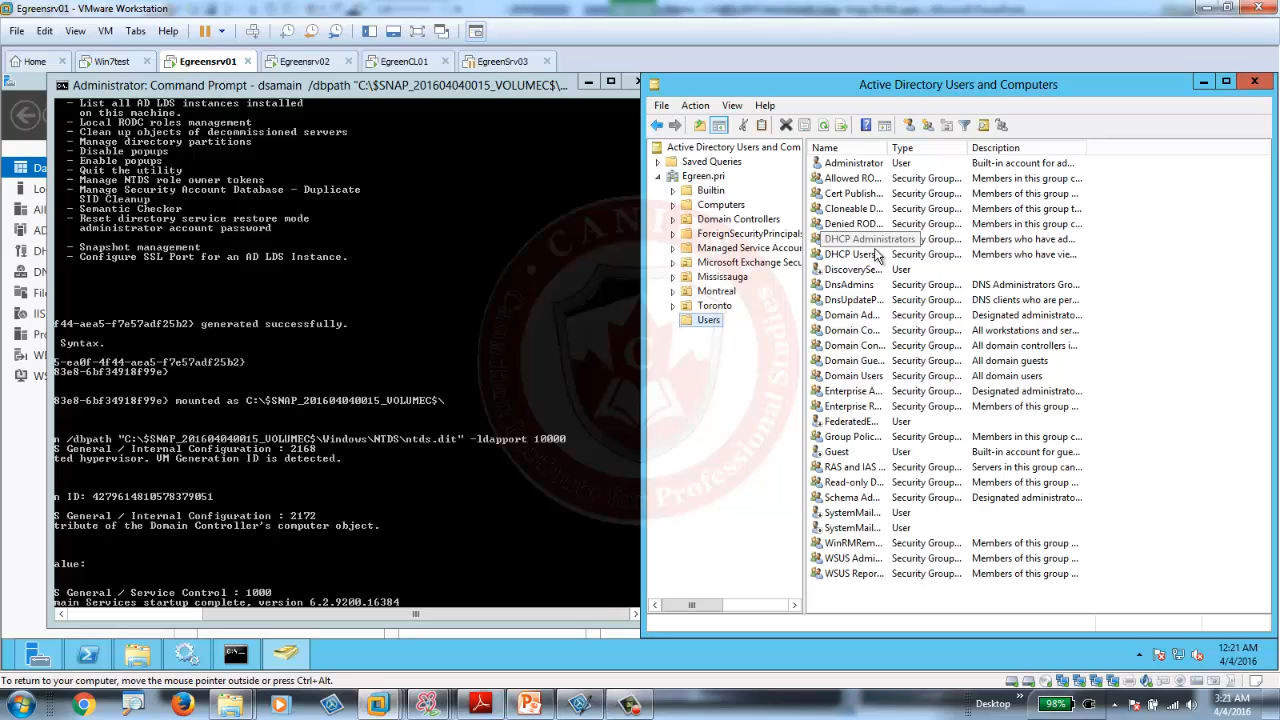 Egreensrv01 - VMware Workstation
File Edit View VM Tabs Help
Home Win7test Egreensrv01 Egreensrv02 EgreenCL01 EgreenSrv03
Administrator: Command Prompt - dsamain /dbpath "C:\$SNAP_201604040015_VOLUMEC$\...
- List all AD LDS instances installed
on this machine.
- Local RODC roles management
- Clean up objects of decommissioned servers
- Manage directory partitions
- Disable popups
- Enable popups
- Quit the utility
- Manage NTDS role owner tokens
- Manage Security Account Database - Duplicate
SID Cleanup
- Semantic Checker
- Reset directory service restore mode
administrator account password
- Snapshot management
- Configure SSL Port for an AD LDS Instance.
f44-aea5-f7e57adf25b2} generated successfully.
Syntax.
5-ea0f-4f44-aea5-f7e57adf25b2}
83e8-6bf34918f99e}
83e8-6bf34918f99e} mounted as C:\$SNAP_201604040015_VOLUMEC$\
n /dbpath "C:\$SNAP_201604040015_VOLUMEC$\Windows\NTDS\ntds.dit" -ldapport 10000
S General / Internal Configuration : 2168
ted hypervisor. VM Generation ID is detected.
n ID: 4279614810578379051
S General / Internal Configuration : 2172
tribute of the Domain Controller's computer object.
alue:
S General / Service Control : 1000
main Services startup complete, version 6.2.9200.16384
Active Directory Users and Computers
File Action View Help
Active Directory Users and Com
Saved Queries
Egreen.pri
Builtin
Computers
Domain Controllers
ForeignSecurityPrincipals
Managed Service Accou
Microsoft Exchange Secu
Mississauga
Montreal
Toronto
Users
Name Type Description
Administrator User Built-in account for ad...
Allowed RO... Security Group... Members in this group c...
Cert Publish... Security Group... Members of this group ...
Cloneable D... Security Group... Members of this group t...
Denied ROD... Security Group... Members in this group c...
DHCP Administrators y Group... Members who have ad...
DHCP Users Security Group... Members who have vie...
DiscoverySe... User
DnsAdmins Security Group... DNS Administrators Gro...
DnsUpdateP... Security Group... DNS clients who are per...
Domain Ad... Security Group... Designated administrato...
Domain Co... Security Group... All workstations and ser...
Domain Con... Security Group... All domain controllers i...
Domain Gue... Security Group... All domain guests
Domain Users Security Group... All domain users
Enterprise A... Security Group... Designated administrato...
Enterprise R... Security Group... Members of this group ...
FederatedE... User
Group Polic... Security Group... Members in this group c...
Guest User Built-in account for gue...
RAS and IAS ... Security Group... Servers in this group can...
Read-only D... Security Group... Members of this group ...
Schema Ad... Security Group... Designated administrato...
SystemMail... User
SystemMail... User
WinRMRem... Security Group... Members of this group ...
WSUS Admi... Security Group... Members of this group ...
WSUS Repor... Security Group... Members of this group ...
12:21 AM
4/4/2016
To return to your computer, move the mouse pointer outside or press Ctrl+Alt.
Desktop
98%
3:21 AM
4/4/2016